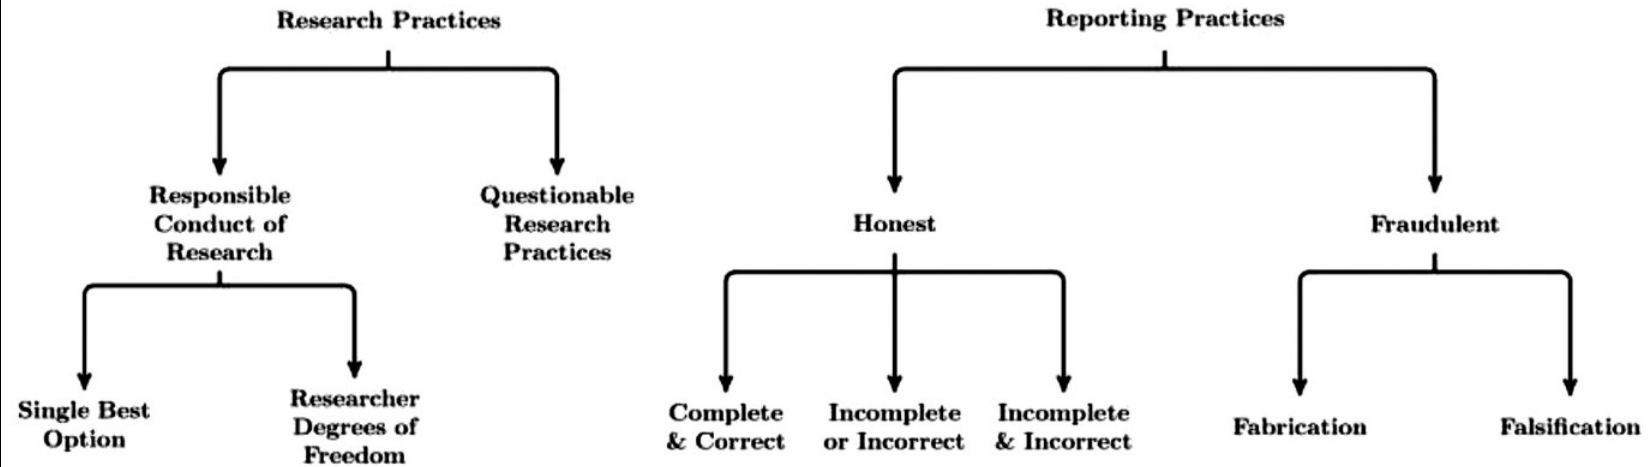 Research Practices
Reporting Practices
Responsible
Conduct of
Research
Questionable
Research
Practices
Honest
Fraudulent
Single Best
Option
Researcher
Degrees of
Freedom
Complete
& Correct
Incomplete
or Incorrect
Incomplete
& Incorrect
Fabrication
Falsification